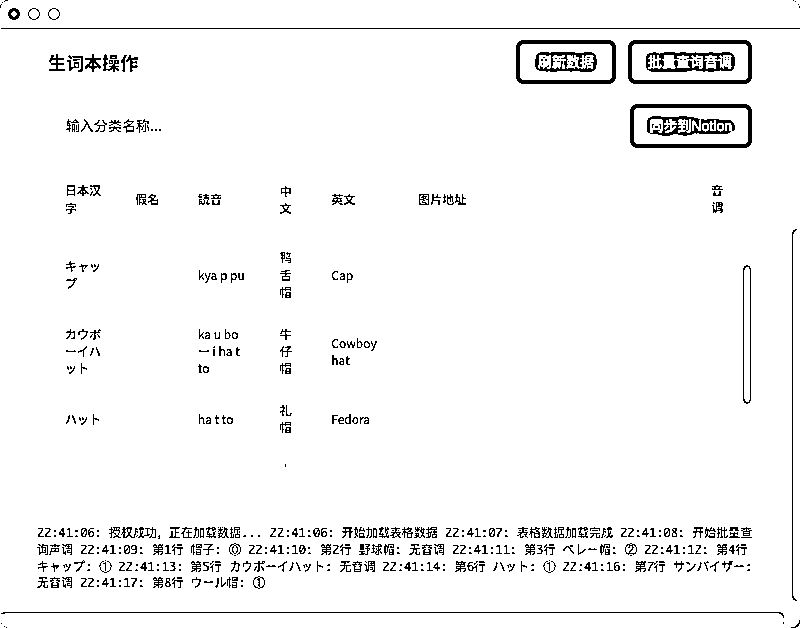 生词本操作
刷新数据
批量查询音调
输入分类名称...
同步到Notion
日本汉字 假名 読音 中文 英文 图片地址 音调
キャップ kya p pu 鸭舌帽 Cap
カウボーイハット ka u bo ー i ha t to 牛仔帽 Cowboy hat
ハット ha t to 礼帽 Fedora
22:41:06: 授权成功，正在加载数据... 22:41:06: 开始加载表格数据 22:41:07: 表格数据加载完成 22:41:08: 开始批量查
询声调 22:41:09: 第1行 帽子: ⓪ 22:41:10: 第2行 野球帽: 无音调 22:41:11: 第3行 ベレー帽: ② 22:41:12: 第4行
キャップ: ① 22:41:13: 第5行 カウボーイハット: 无音调 22:41:14: 第6行 ハット: ① 22:41:16: 第7行 サンバイザー:
无音调 22:41:17: 第8行 ウール帽: ①